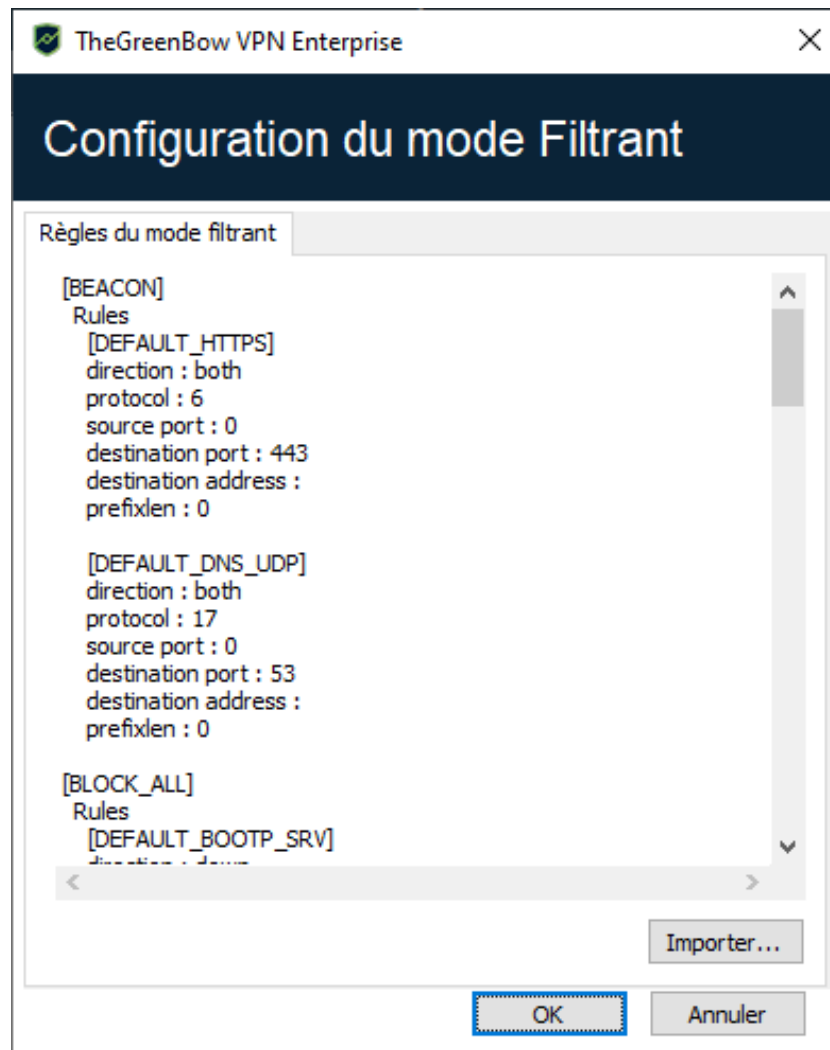 TheGreenBow VPN Enterprise
Configuration du mode Filtrant
Règles du mode filtrant
[BEACON]
Rules
[DEFAULT_HTTPS]
direction : both
protocol : 6
source port : 0
destination port : 443
destination address :
prefixlen : 0
[DEFAULT_DNS_UDP]
direction : both
protocol : 17
source port : 0
destination port : 53
destination address :
prefixlen : 0
[BLOCK_ALL]
Rules
[DEFAULT_BOOTP_SRV]
direction : down
Importer...
OK
Annuler